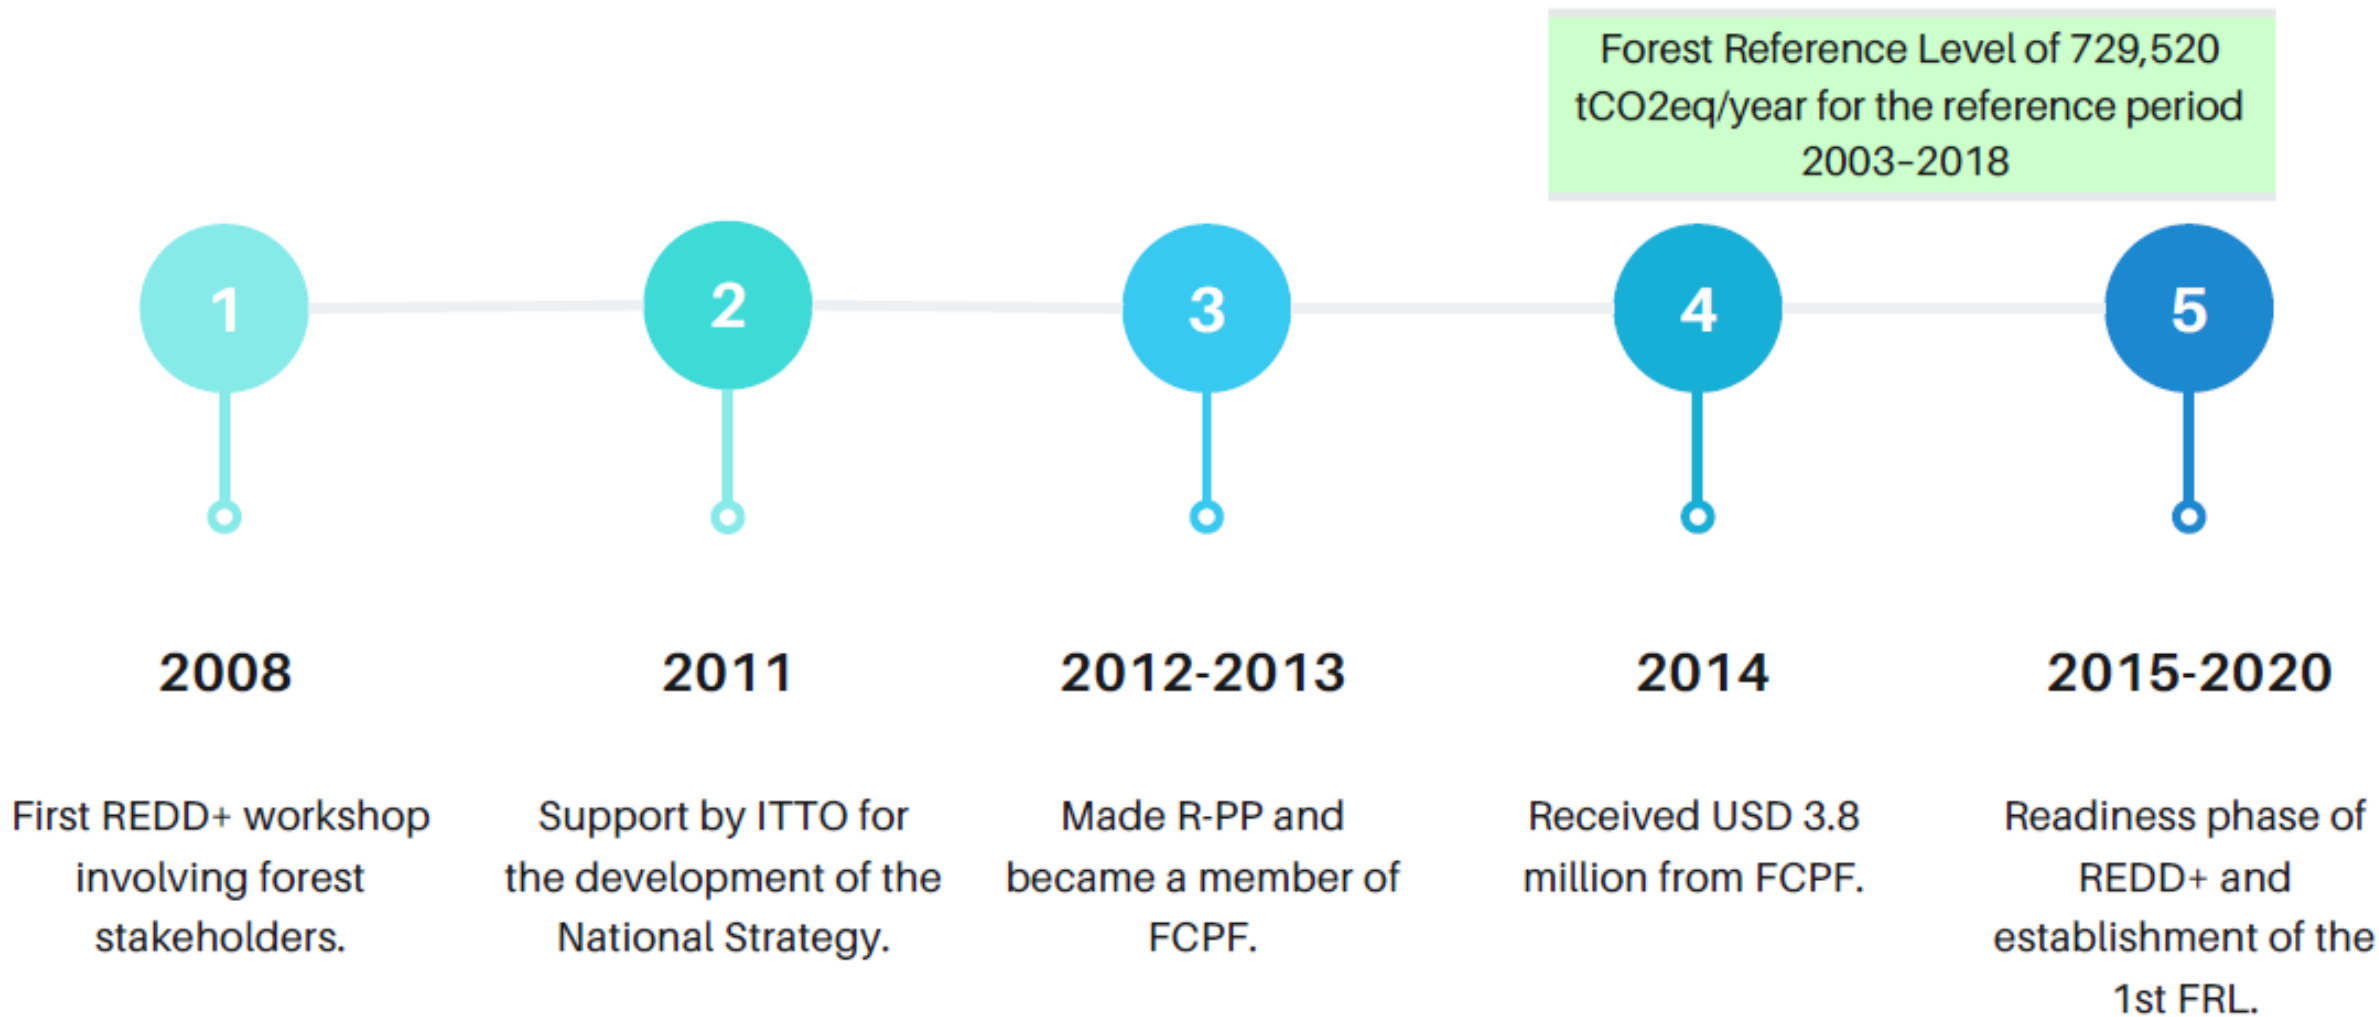 Forest Reference Level of 729,520
tCO2eq/year for the reference period
2003–2018
1
2
3
4
5
2008
2011
2012-2013
2014
2015-2020
First REDD+ workshop
involving forest
stakeholders.
Support by ITTO for
the development of the
National Strategy.
Made R-PP and
became a member of
FCPF.
Received USD 3.8
million from FCPF.
Readiness phase of
REDD+ and
establishment of the
1st FRL.